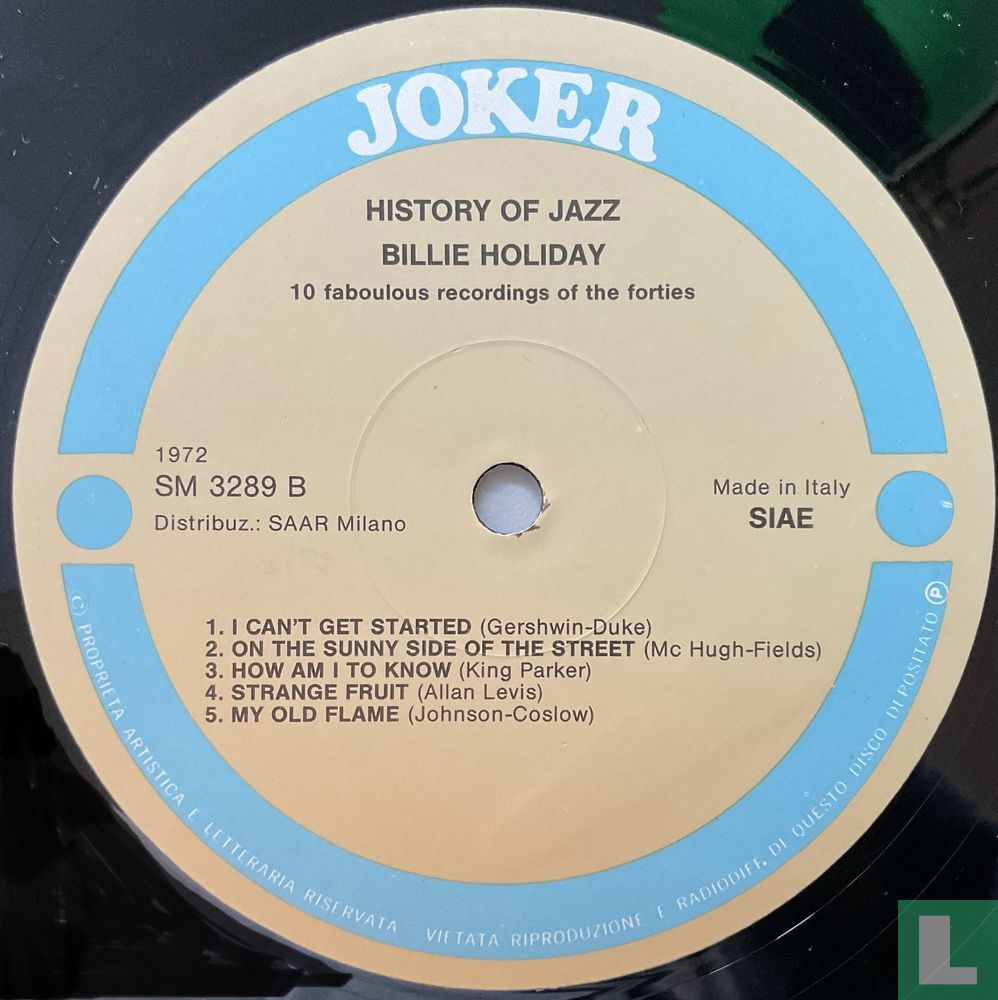 JOKER
HISTORY OF JAZZ
BILLIE HOLIDAY
10 faboulous recordings of the forties
1972
SM 3289 B
Distribuz.: SAAR Milano
Made in Italy
SIAE
1. I CAN'T GET STARTED (Gershwin-Duke)
2. ON THE SUNNY SIDE OF THE STREET (Mc Hugh-Fields)
3. HOW AM I TO KNOW (King Parker)
4. STRANGE FRUIT (Allan Levis)
5. MY OLD FLAME (Johnson-Coslow)
© PROPRIETÀ ARTISTICA E LETTERARIA RISERVATA VIETATA RIPRODUZIONE E RADIODIFF. DI QUESTO DISCO DEPOSITATO ℗
L